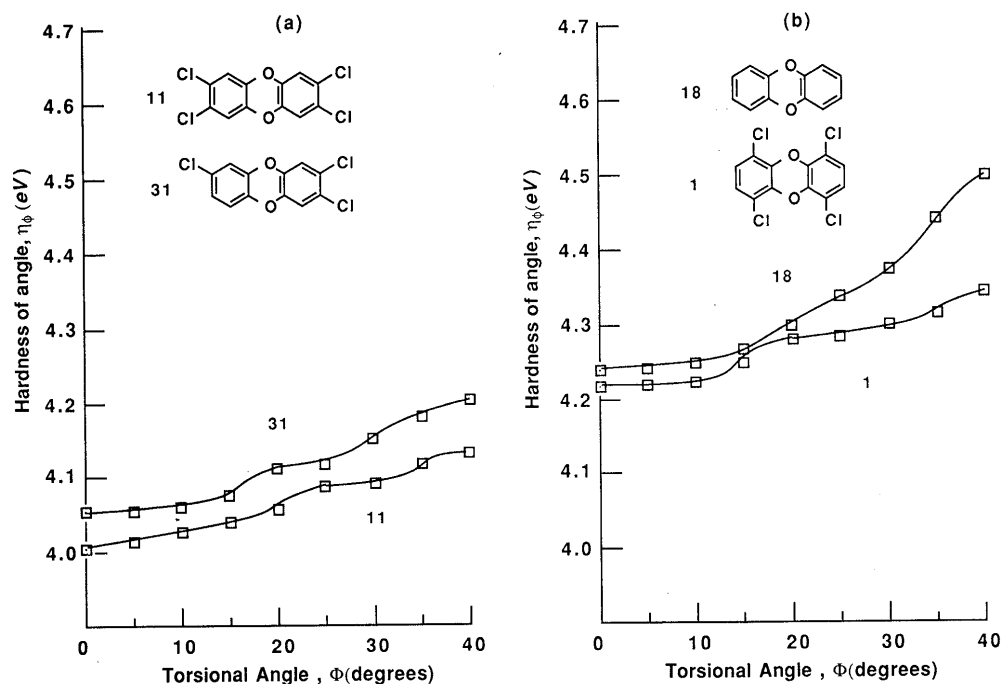 (a)
4.7
4.6
4.5
4.4
4.3
4.2
4.1
4.0
Hardness of angle, ηϕ(eV)
11
Cl
Cl
O
O
Cl
Cl
31
Cl
O
O
Cl
Cl
31
11
0
10
20
30
40
Torsional Angle , Φ(degrees)
(b)
4.7
4.6
4.5
4.4
4.3
4.2
4.1
4.0
Hardness of angle, ηϕ(eV)
18
O
O
1
Cl
Cl
O
O
Cl
Cl
18
1
0
10
20
30
40
Torsional Angle , Φ(degrees)